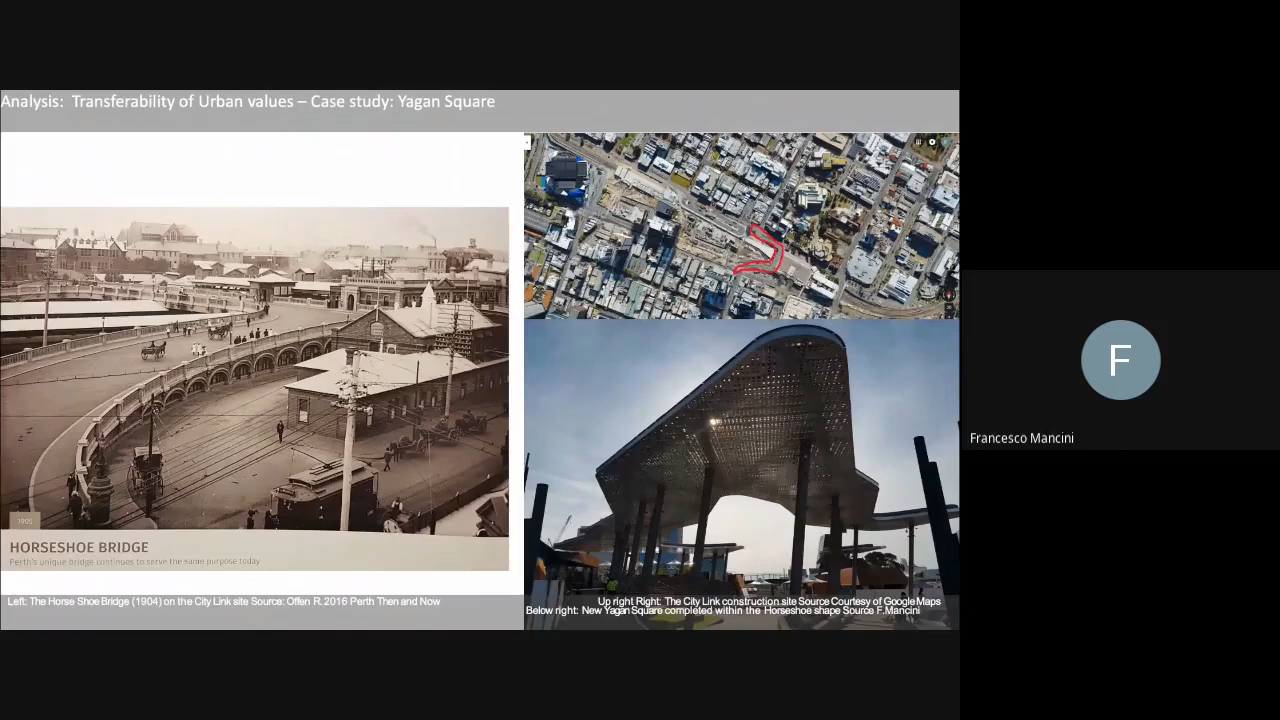 Analysis:  Transferability of Urban values – Case study: Yagan Square
1905
HORSESHOE BRIDGE
Perth's unique bridge continues to serve the same purpose today
Left: The Horse Shoe Bridge (1904) on the City Link site Source: Offen R. 2016 Perth Then and Now
Up right Right: The City Link construction site Source Courtesy of Google Maps
Below right: New Yagan Square completed within the Horseshoe shape Source F.Mancini
F
Francesco Mancini